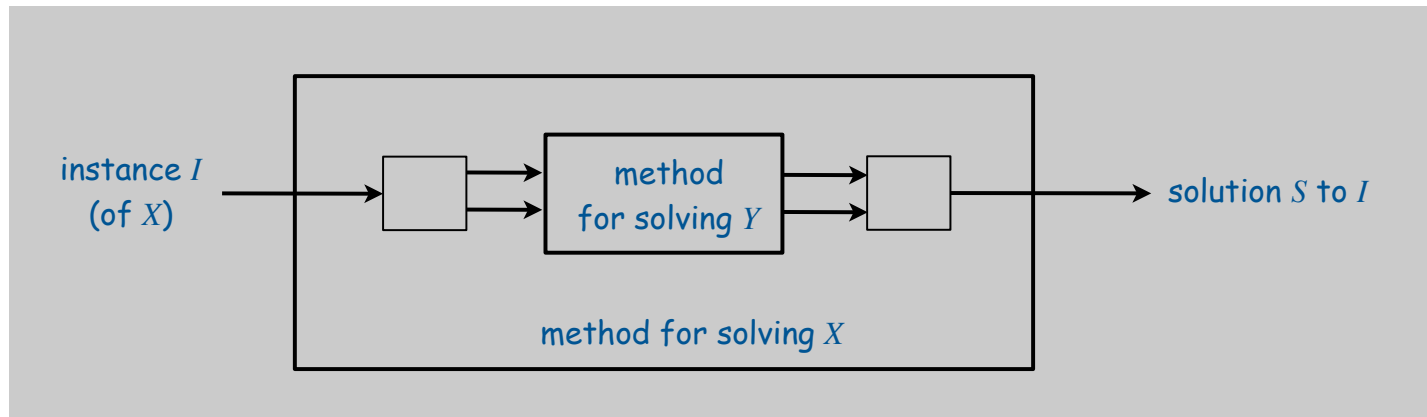 instance I
(of X)
method
for solving Y
solution S to I
method for solving X